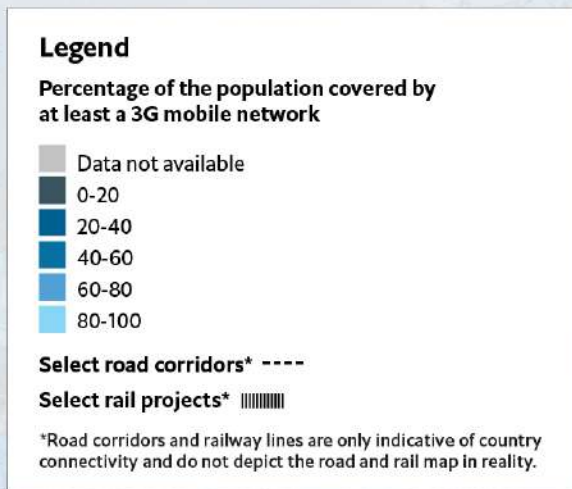 Legend
Percentage of the population covered by
at least a 3G mobile network
Data not available
0-20
20-40
40-60
60-80
80-100
Select road corridors*
Select rail projects*
*Road corridors and railway lines are only indicative of country
connectivity and do not depict the road and rail map in reality.